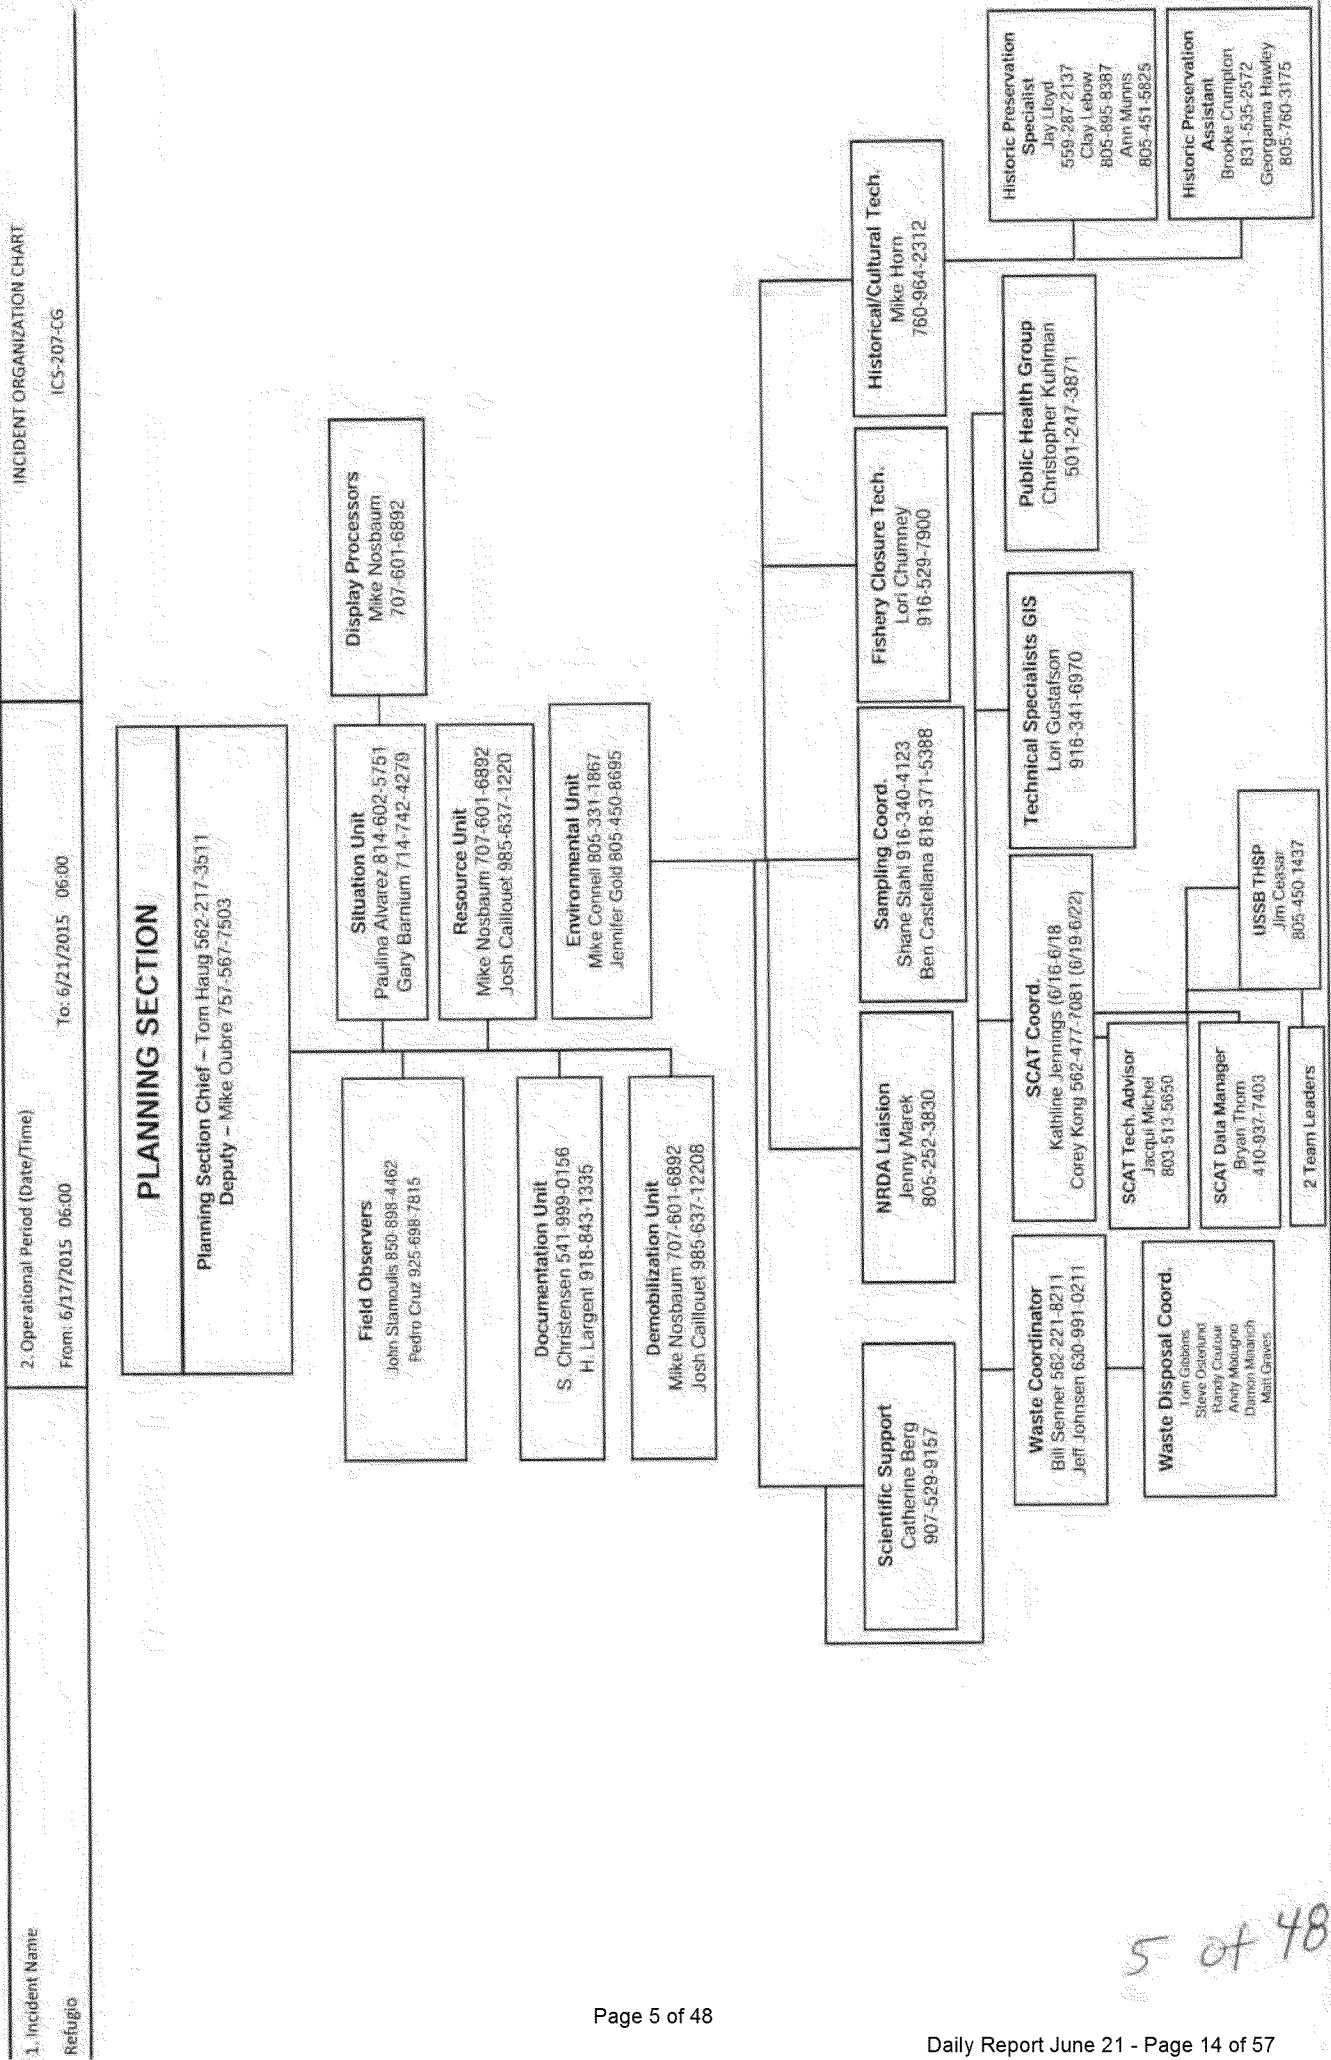 1. Incident Name
Refugio
2. Operational Period (Date/Time)
From: 6/17/2015 06:00
To: 6/21/2015 06:00
INCIDENT ORGANIZATION CHART
ICS-207-CG
PLANNING SECTION
Planning Section Chief – Tom Haug 562-217-3511
Deputy – Mike Oubre 757-567-7503
Situation Unit
Paulina Alvarez 814-602-5751
Gary Barnium 714-742-4279
Display Processors
Mike Nosbaum
707-601-6892
Field Observers
John Slamoulis 850-898-4462
Pedro Cruz 925-698-7815
Resource Unit
Mike Nosbaum 707-601-6892
Josh Caillouet 985-637-1220
Documentation Unit
S. Christensen 541-999-0156
H. Largent 918-843-1335
Environmental Unit
Mike Connell 805-331-1867
Jennifer Gold 805-450-8695
Demobilization Unit
Mike Nosbaum 707-601-6892
Josh Caillouet 985-637-12208
Scientific Support
Catherine Berg
907-529-9157
NRDA Liaision
Jenny Marek
805-252-3830
Sampling Coord.
Shane Stahl 916-340-4123
Ben Castellana 818-371-5388
Fishery Closure Tech.
Lori Chumney
916-529-7900
Historical/Cultural Tech.
Mike Horn
760-964-2312
Historic Preservation
Specialist
Jay Lloyd
559-287-2137
Clay Lebow
805-895-8387
Ann Munns
805-451-5825
Historic Preservation
Assistant
Brooke Crumpton
831-535-2572
Georganna Hawley
805-760-3175
Waste Coordinator
Bill Senner 562-221-8211
Jeff Johnsen 630-991-0211
Waste Disposal Coord.
Tom Gibbons
Steve Osterlund
Randy Coulson
Andy Modugno
Damon Minarich
Matt Graves
SCAT Coord.
Kathline Jennings (6/16-6/18
Corey Kong 562-477-7081 (6/19-6/22)
SCAT Tech. Advisor
Jacqui Michel
803-513-5650
SCAT Data Manager
Bryan Thom
410-937-7403
2 Team Leaders
USSB THSP
Jim Ceasar
805-450-1437
Technical Specialists GIS
Lori Gustafson
916-341-6970
Public Health Group
Christopher Kuhlman
501-247-3871
5 of 48
Page 5 of 48
Daily Report June 21 - Page 14 of 57